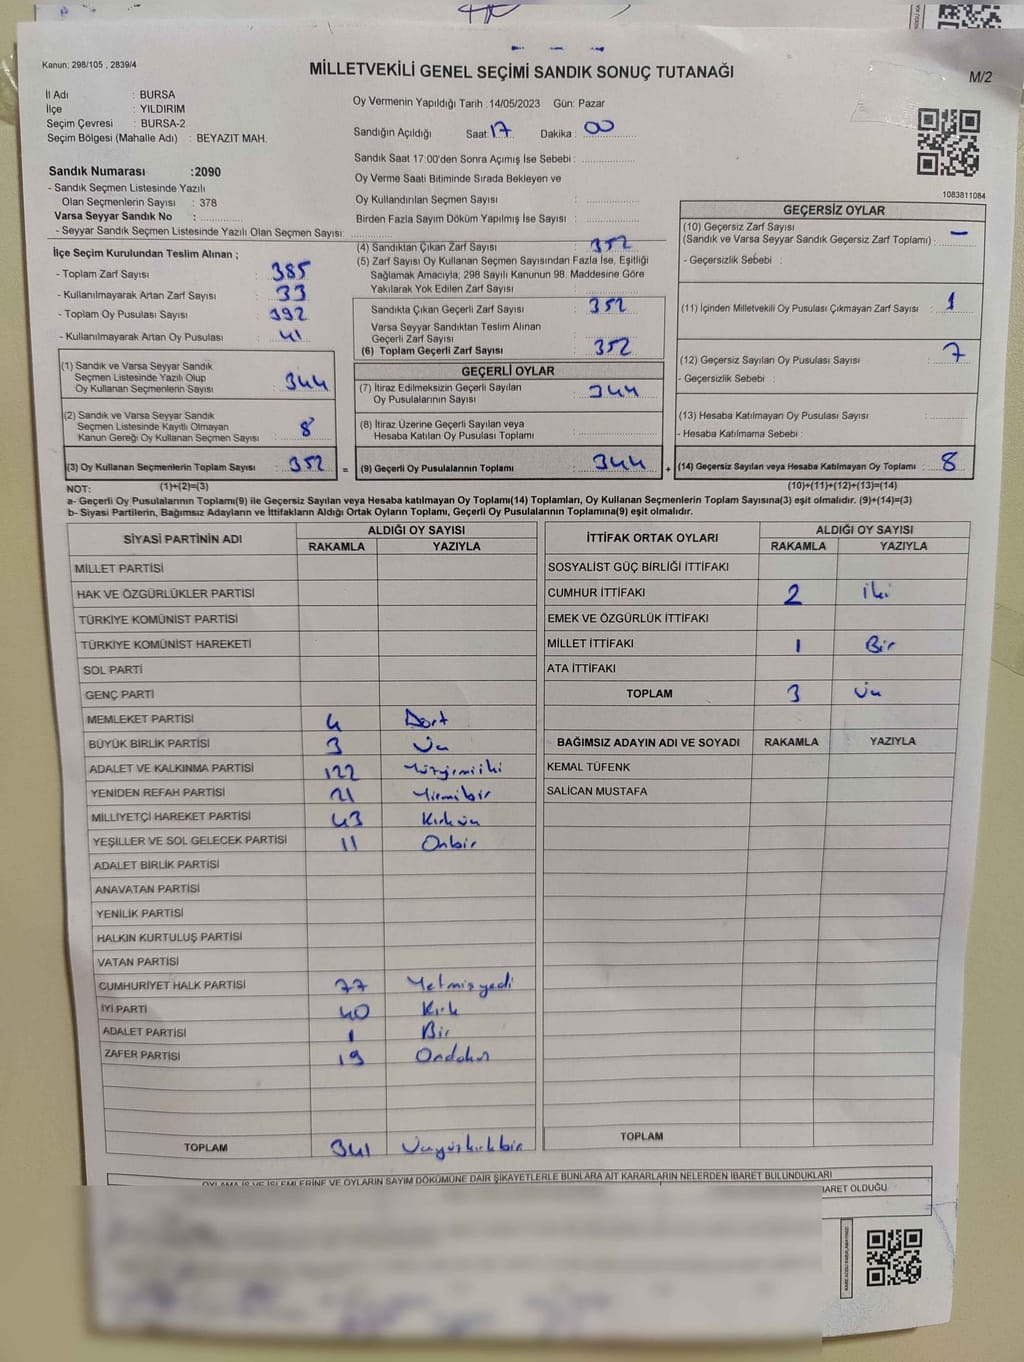 Kanun; 298/105 , 2839/4
MİLLETVEKİLİ GENEL SEÇİMİ SANDIK SONUÇ TUTANAĞI
M/2
İl Adı : BURSA
İlçe : YILDIRIM
Seçim Çevresi : BURSA-2
Seçim Bölgesi (Mahalle Adı) : BEYAZIT MAH.
Sandık Numarası :2090
- Sandık Seçmen Listesinde Yazılı
Olan Seçmenlerin Sayısı : 378
Varsa Seyyar Sandık No :
- Seyyar Sandık Seçmen Listesinde Yazılı Olan Seçmen Sayısı:
Oy Vermenin Yapıldığı Tarih :14/05/2023 Gün: Pazar
Sandığın Açıldığı Saat: 17 Dakika : 00
Sandık Saat 17:00'den Sonra Açımış İse Sebebi :
Oy Verme Saati Bitiminde Sırada Bekleyen ve
Oy Kullandırılan Seçmen Sayısı :
Birden Fazla Sayım Döküm Yapılmış İse Sayısı :
1083811084
İlçe Seçim Kurulundan Teslim Alınan ;
- Toplam Zarf Sayısı : 385
- Kullanılmayarak Artan Zarf Sayısı : 33
- Toplam Oy Pusulası Sayısı : 392
- Kullanılmayarak Artan Oy Pusulası : 41
(1) Sandık ve Varsa Seyyar Sandık
Seçmen Listesinde Yazılı Olup
Oy Kullanan Seçmenlerin Sayısı : 344
(2) Sandık ve Varsa Seyyar Sandık
Seçmen Listesinde Kayıtlı Olmayan
Kanun Gereği Oy Kullanan Seçmen Sayısı : 8
(3) Oy Kullanan Seçmenlerin Toplam Sayısı : 352 =
(1)+(2)=(3)
(4) Sandıktan Çıkan Zarf Sayısı : 352
(5) Zarf Sayısı Oy Kullanan Seçmen Sayısından Fazla İse, Eşitliği
Sağlamak Amacıyla; 298 Sayılı Kanunun 98. Maddesine Göre
Yakılarak Yok Edilen Zarf Sayısı :
Sandıkta Çıkan Geçerli Zarf Sayısı : 352
Varsa Seyyar Sandıktan Teslim Alınan
Geçerli Zarf Sayısı :
(6) Toplam Geçerli Zarf Sayısı : 352
GEÇERLİ OYLAR
(7) İtiraz Edilmeksizin Geçerli Sayılan
Oy Pusulalarının Sayısı : 344
(8) İtiraz Üzerine Geçerli Sayılan veya
Hesaba Katılan Oy Pusulası Toplamı :
(9) Geçerli Oy Pusulalarının Toplamı : 344 +
GEÇERSİZ OYLAR
(10) Geçersiz Zarf Sayısı
(Sandık ve Varsa Seyyar Sandık Geçersiz Zarf Toplamı) : -
- Geçersizlik Sebebi :
(11) İçinden Milletvekili Oy Pusulası Çıkmayan Zarf Sayısı : 1
(12) Geçersiz Sayılan Oy Pusulası Sayısı : 7
- Geçersizlik Sebebi :
(13) Hesaba Katılmayan Oy Pusulası Sayısı :
- Hesaba Katılmama Sebebi :
(14) Geçersiz Sayılan veya Hesaba Katılmayan Oy Toplamı : 8
(10)+(11)+(12)+(13)=(14)
NOT:
a- Geçerli Oy Pusulalarının Toplamı(9) ile Geçersiz Sayılan veya Hesaba katılmayan Oy Toplamı(14) Toplamları, Oy Kullanan Seçmenlerin Toplam Sayısına(3) eşit olmalıdır. (9)+(14)=(3)
b- Siyasi Partilerin, Bağımsız Adayların ve İttifakların Aldığı Ortak Oyların Toplamı, Geçerli Oy Pusulalarının Toplamına(9) eşit olmalıdır.
SİYASİ PARTİNİN ADI ALDIĞI OY SAYISI
RAKAMLA YAZIYLA
MİLLET PARTİSİ
HAK VE ÖZGÜRLÜKLER PARTİSİ
TÜRKİYE KOMÜNİST PARTİSİ
TÜRKİYE KOMÜNİST HAREKETİ
SOL PARTİ
GENÇ PARTİ
MEMLEKET PARTİSİ 4 Dört
BÜYÜK BİRLİK PARTİSİ 3 Üç
ADALET VE KALKINMA PARTİSİ 122 Yüzyirmiiki
YENİDEN REFAH PARTİSİ 21 Yirmibir
MİLLİYETÇİ HAREKET PARTİSİ 43 Kırküç
YEŞİLLER VE SOL GELECEK PARTİSİ 11 Onbir
ADALET BİRLİK PARTİSİ
ANAVATAN PARTİSİ
YENİLİK PARTİSİ
HALKIN KURTULUŞ PARTİSİ
VATAN PARTİSİ
CUMHURİYET HALK PARTİSİ 77 Yetmişyedi
İYİ PARTİ 40 Kırk
ADALET PARTİSİ 1 Bir
ZAFER PARTİSİ 19 Ondokuz
TOPLAM 341 Üçyüzkırkbir
İTTİFAK ORTAK OYLARI ALDIĞI OY SAYISI
RAKAMLA YAZIYLA
SOSYALİST GÜÇ BİRLİĞİ İTTİFAKI
CUMHUR İTTİFAKI 2 İki
EMEK VE ÖZGÜRLÜK İTTİFAKI
MİLLET İTTİFAKI 1 Bir
ATA İTTİFAKI
TOPLAM 3 Üç
BAĞIMSIZ ADAYIN ADI VE SOYADI RAKAMLA YAZIYLA
KEMAL TÜFENK
SALİCAN MUSTAFA
TOPLAM
OYLAMA İŞ VE İŞLEMLERİNE VE OYLARIN SAYIM DÖKÜMÜNE DAİR ŞİKAYETLERLE BUNLARA AİT KARARLARIN NELERDEN İBARET BULUNDUKLARI
BARET OLDUĞU